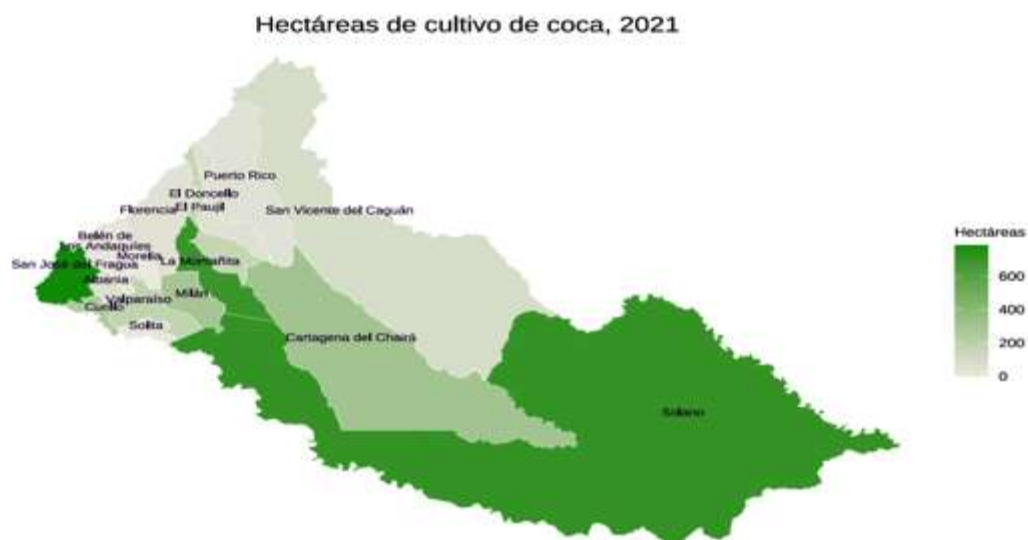 Hectáreas de cultivo de coca, 2021
Puerto Rico
El Doncello
Florencia
El Paujil
San Vicente del Caguán
Belén de
Los Andaquíes
Morelia
San José del Fragua
La Montañita
Albania
Valparaíso
Milán
Curillo
Solita
Cartagena del Chairá
Solano
Hectáreas
600
400
200
0